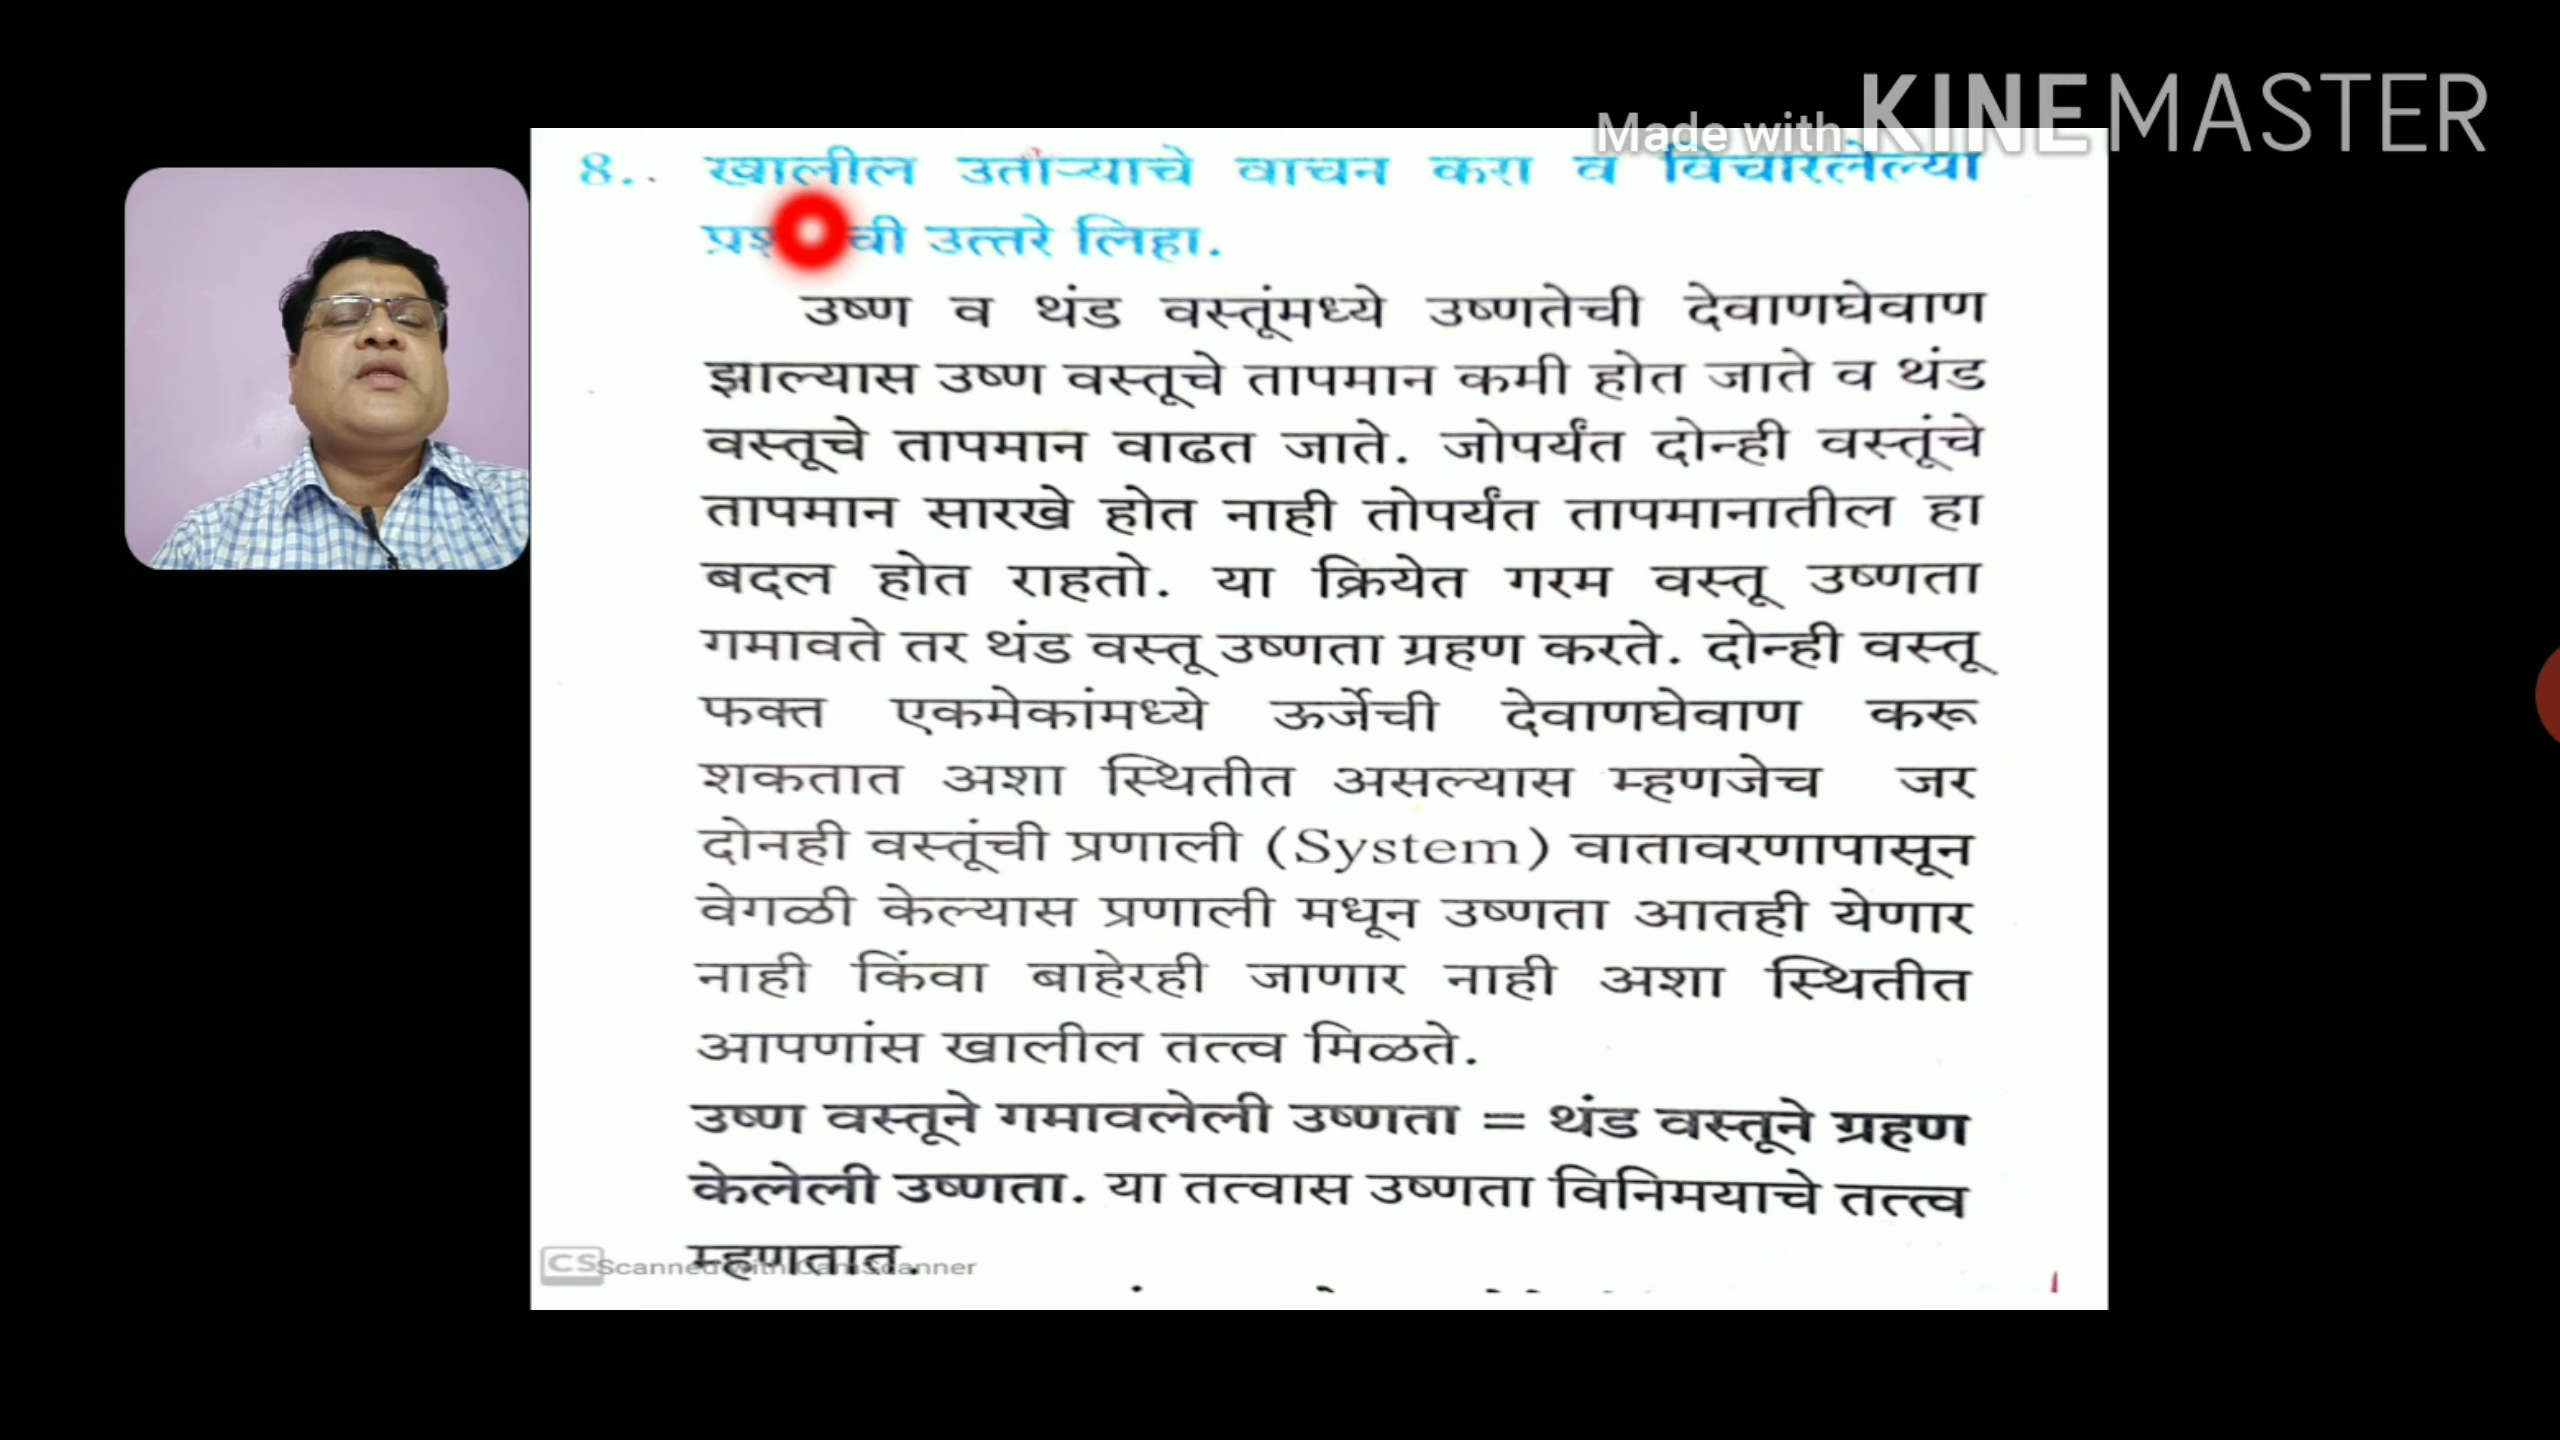 Made with KINEMASTER
8. खालील उताऱ्याचे वाचन करा व विचारलेल्या
ची उत्तरे लिहा.
उष्ण व थंड वस्तूंमध्ये उष्णतेची देवाणघेवाण
झाल्यास उष्ण वस्तूचे तापमान कमी होत जाते व थंड
वस्तूचे तापमान वाढत जाते. जोपर्यंत दोन्ही वस्तूंचे
तापमान सारखे होत नाही तोपर्यंत तापमानातील हा
बदल होत राहतो. या क्रियेत गरम वस्तू उष्णता
गमावते तर थंड वस्तू उष्णता ग्रहण करते. दोन्ही वस्तू
फक्त एकमेकांमध्ये ऊर्जेची देवाणघेवाण करू
शकतात अशा स्थितीत असल्यास म्हणजेच जर
दोनही वस्तूंची प्रणाली (System) वातावरणापासून
वेगळी केल्यास प्रणाली मधून उष्णता आतही येणार
नाही किंवा बाहेरही जाणार नाही अशा स्थितीत
आपणांस खालील तत्त्व मिळते.
उष्ण वस्तूने गमावलेली उष्णता = थंड वस्तूने ग्रहण
केलेली उष्णता. या तत्वास उष्णता विनिमयाचे तत्त्व
म्हणतात.
CS Scanned with CamScanner